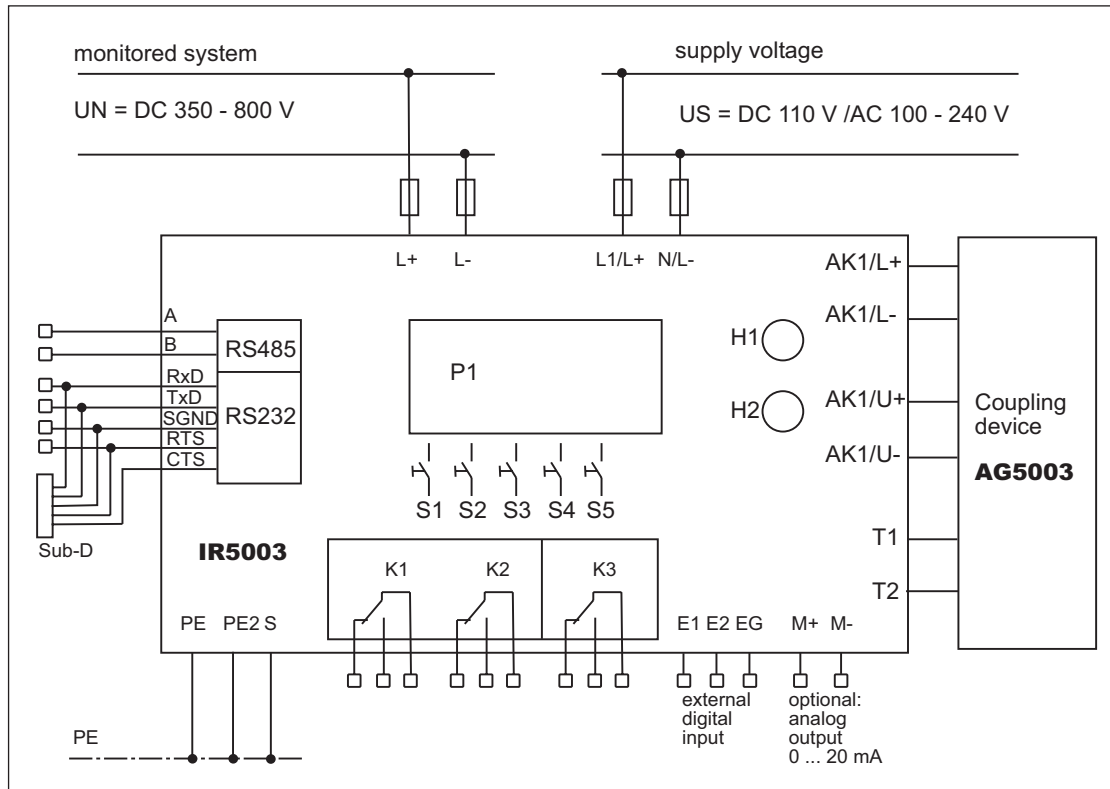 monitored system
supply voltage
UN = DC 350 - 800 V
US = DC 110 V /AC 100 - 240 V
L+
L-
L1/L+
N/L-
AK1/L+
AK1/L-
AK1/U+
AK1/U-
T1
T2
Coupling
device
AG5003
A
B
RS485
RxD
TxD
SGND
RTS
CTS
RS232
Sub-D
P1
H1
H2
S1 S2 S3 S4 S5
IR5003
K1
K2
K3
PE
PE2
S
E1 E2 EG
M+ M-
external
digital
input
optional:
analog
output
0 ... 20 mA
PE